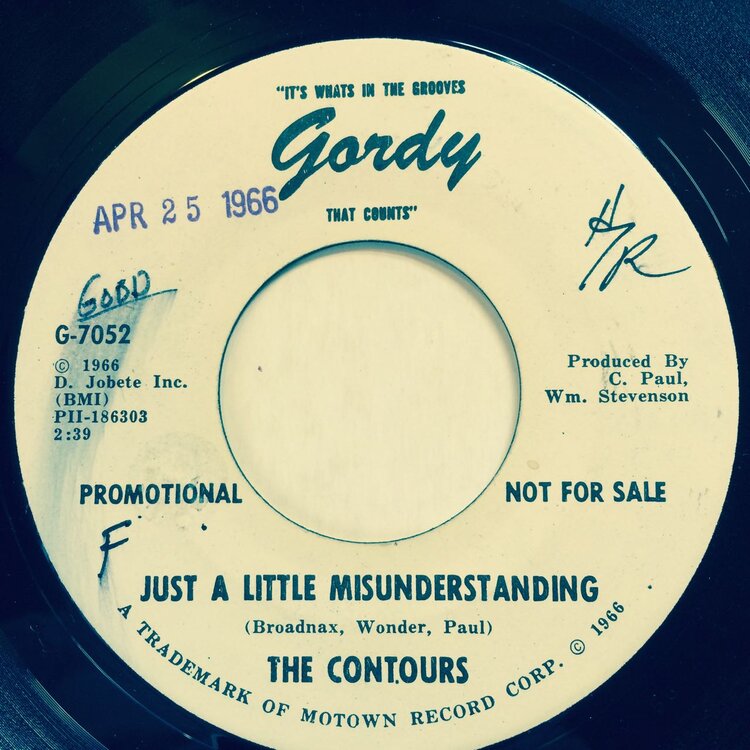 "IT'S WHATS IN THE GROOVES
Gordy
THAT COUNTS"
APR 25 1966
H/R
GOOD
G-7052
© 1966
D. Jobete Inc.
(BMI)
PII-186303
2:39
Produced By
C. Paul,
Wm. Stevenson
PROMOTIONAL
NOT FOR SALE
F
JUST A LITTLE MISUNDERSTANDING
(Broadnax, Wonder, Paul)
THE CONTOURS
A TRADEMARK OF MOTOWN RECORD CORP. © 1966